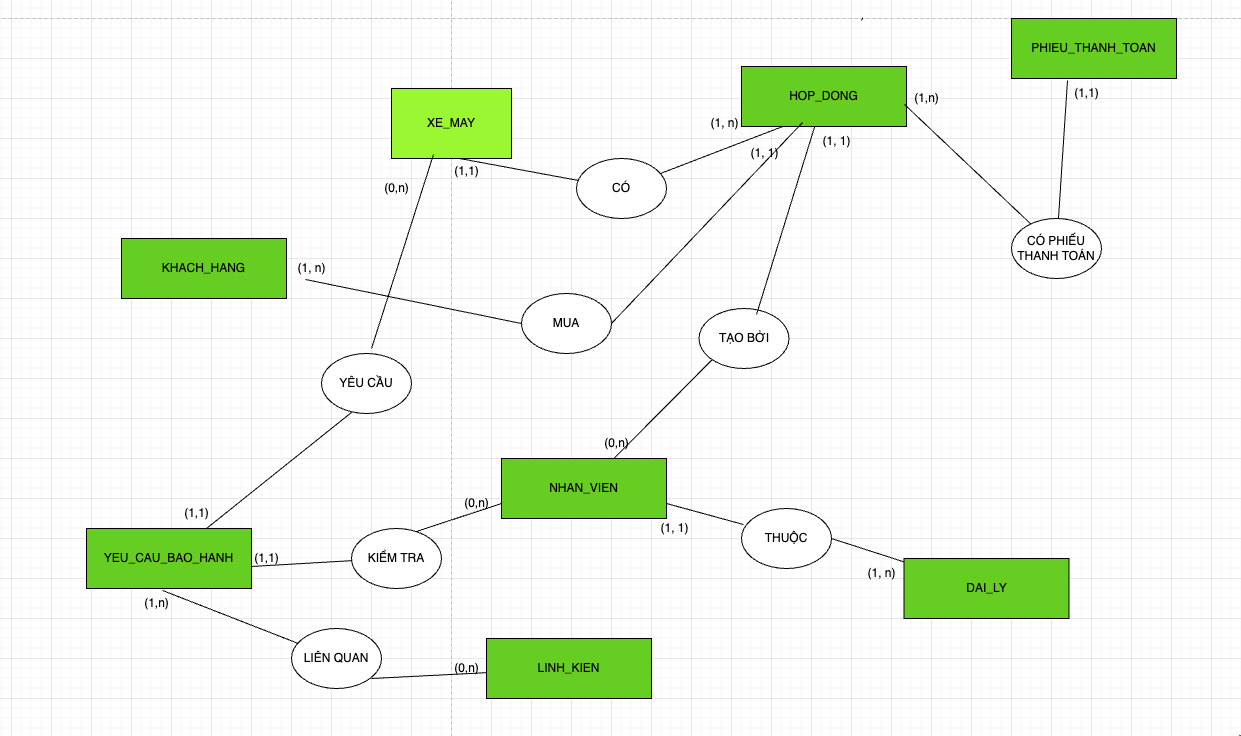 PHIEU_THANH_TOAN
HOP_DONG
(1,n)
(1,1)
XE_MAY
(1, n)
(1, 1)
(1, 1)
(1,1)
(0,n)
CÓ
CÓ PHIẾU
THANH TOÁN
KHACH_HANG
(1, n)
MUA
TẠO BỞI
YÊU CẦU
(0,n)
NHAN_VIEN
(0,n)
(1,1)
(1, 1)
THUỘC
YEU_CAU_BAO_HANH
(1,1)
KIỂM TRA
(1, n)
DAI_LY
(1,n)
LIÊN QUAN
(0,n)
LINH_KIEN